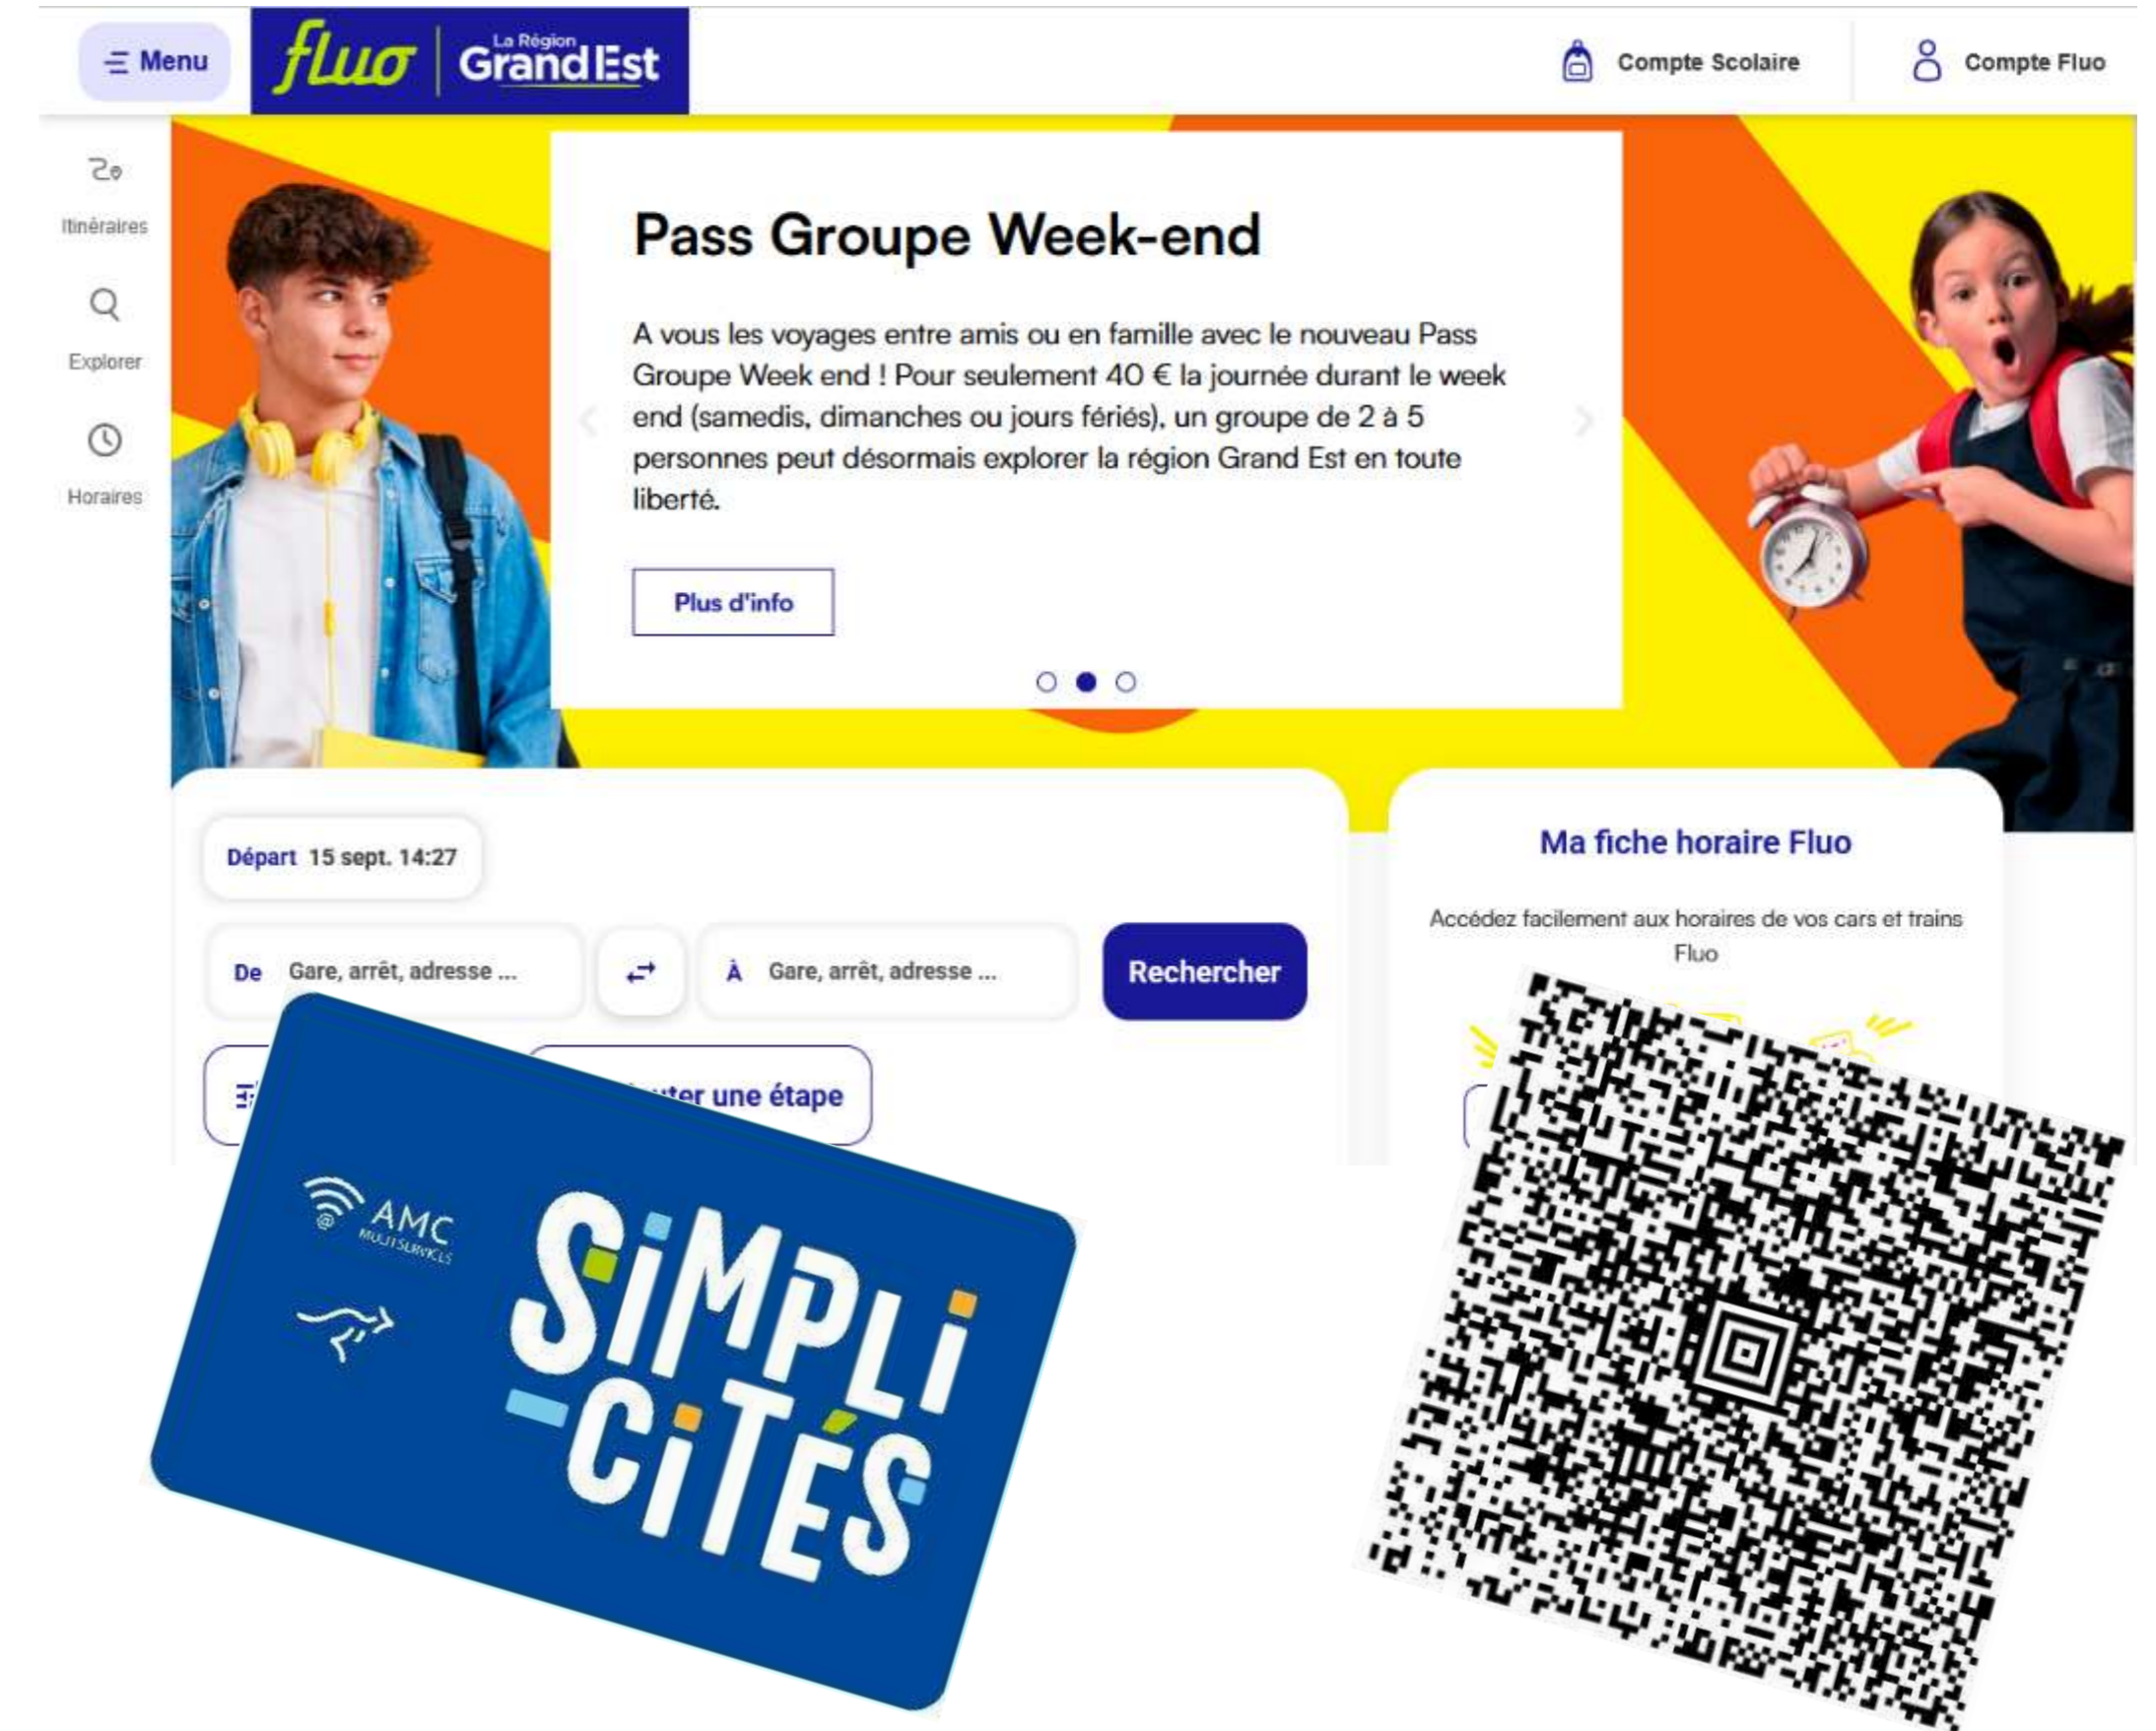 Menu
fluo
La Région
Grand Est
Compte Scolaire
Compte Fluo
Itinéraires
Explorer
Horaires
Pass Groupe Week-end
A vous les voyages entre amis ou en famille avec le nouveau Pass
Groupe Week end ! Pour seulement 40 € la journée durant le week
end (samedis, dimanches ou jours fériés), un groupe de 2 à 5
personnes peut désormais explorer la région Grand Est en toute
liberté.
Plus d'info
Départ 15 sept. 14:27
De Gare, arrêt, adresse ...
À Gare, arrêt, adresse ...
Rechercher
une étape
Ma fiche horaire Fluo
Accédez facilement aux horaires de vos cars et trains
Fluo
AMC
MULTISERVICES
SiMPLi
-CiTÉS